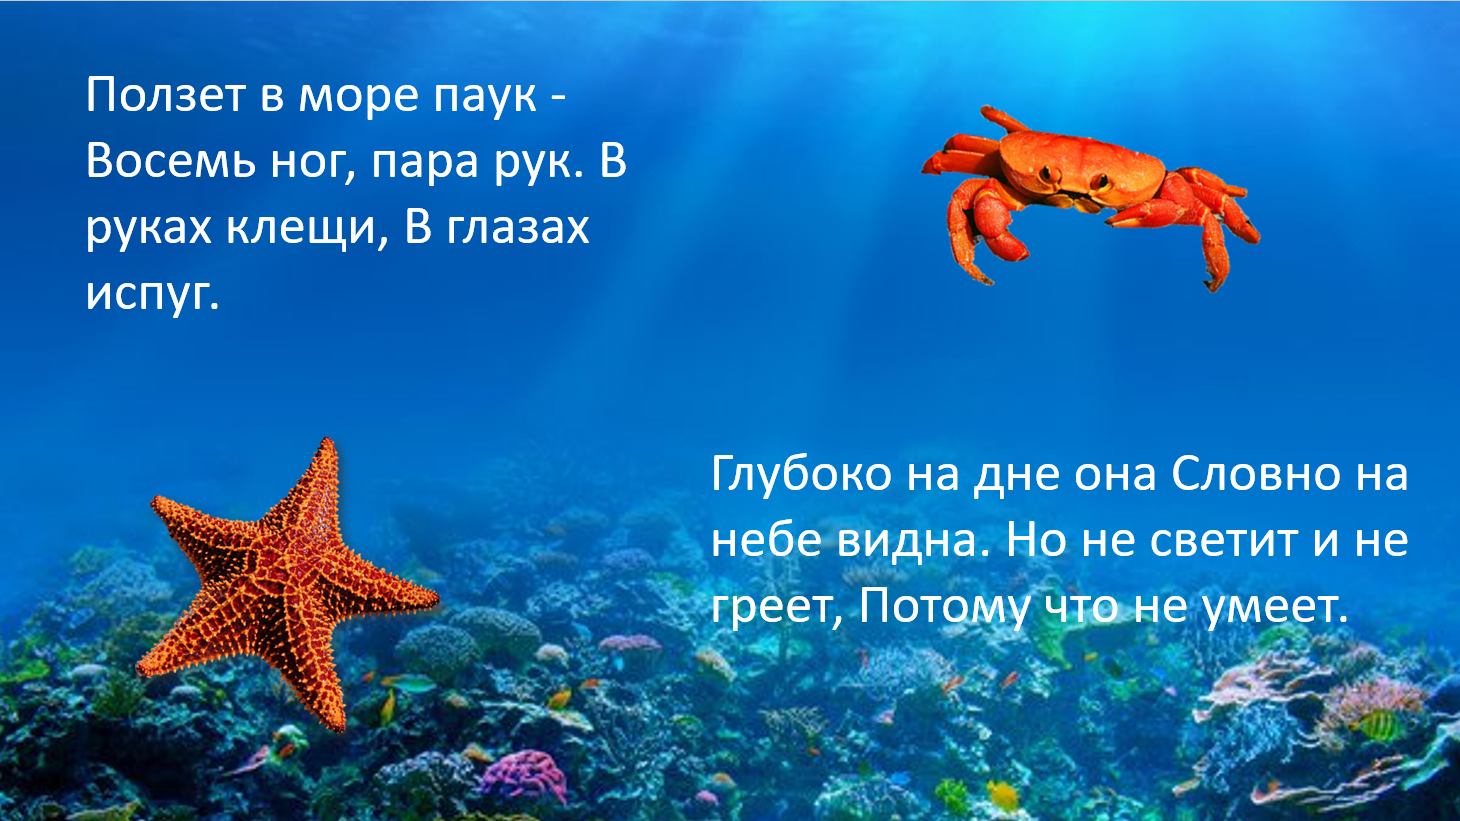 Ползет в море паук -
Восемь ног, пара рук. В
руках клещи, В глазах
испуг.
Глубоко на дне она Словно на
небе видна. Но не светит и не
греет, Потому что не умеет.